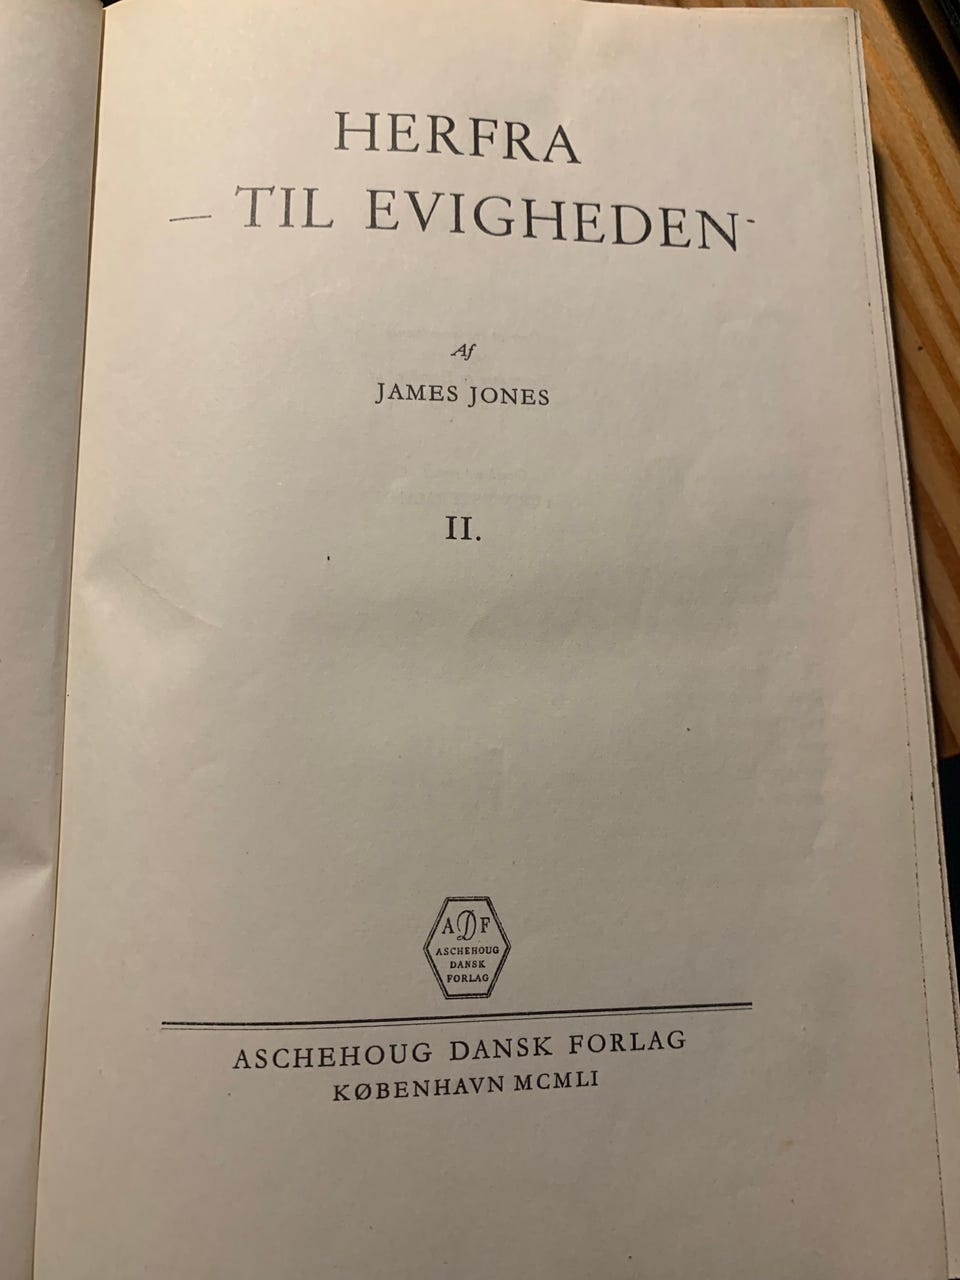 HERFRA
— TIL EVIGHEDEN -
Af
JAMES JONES
II.
ADF
ASCHEHOUG
DANSK
FORLAG
ASCHEHOUG DANSK FORLAG
KØBENHAVN MCMLI